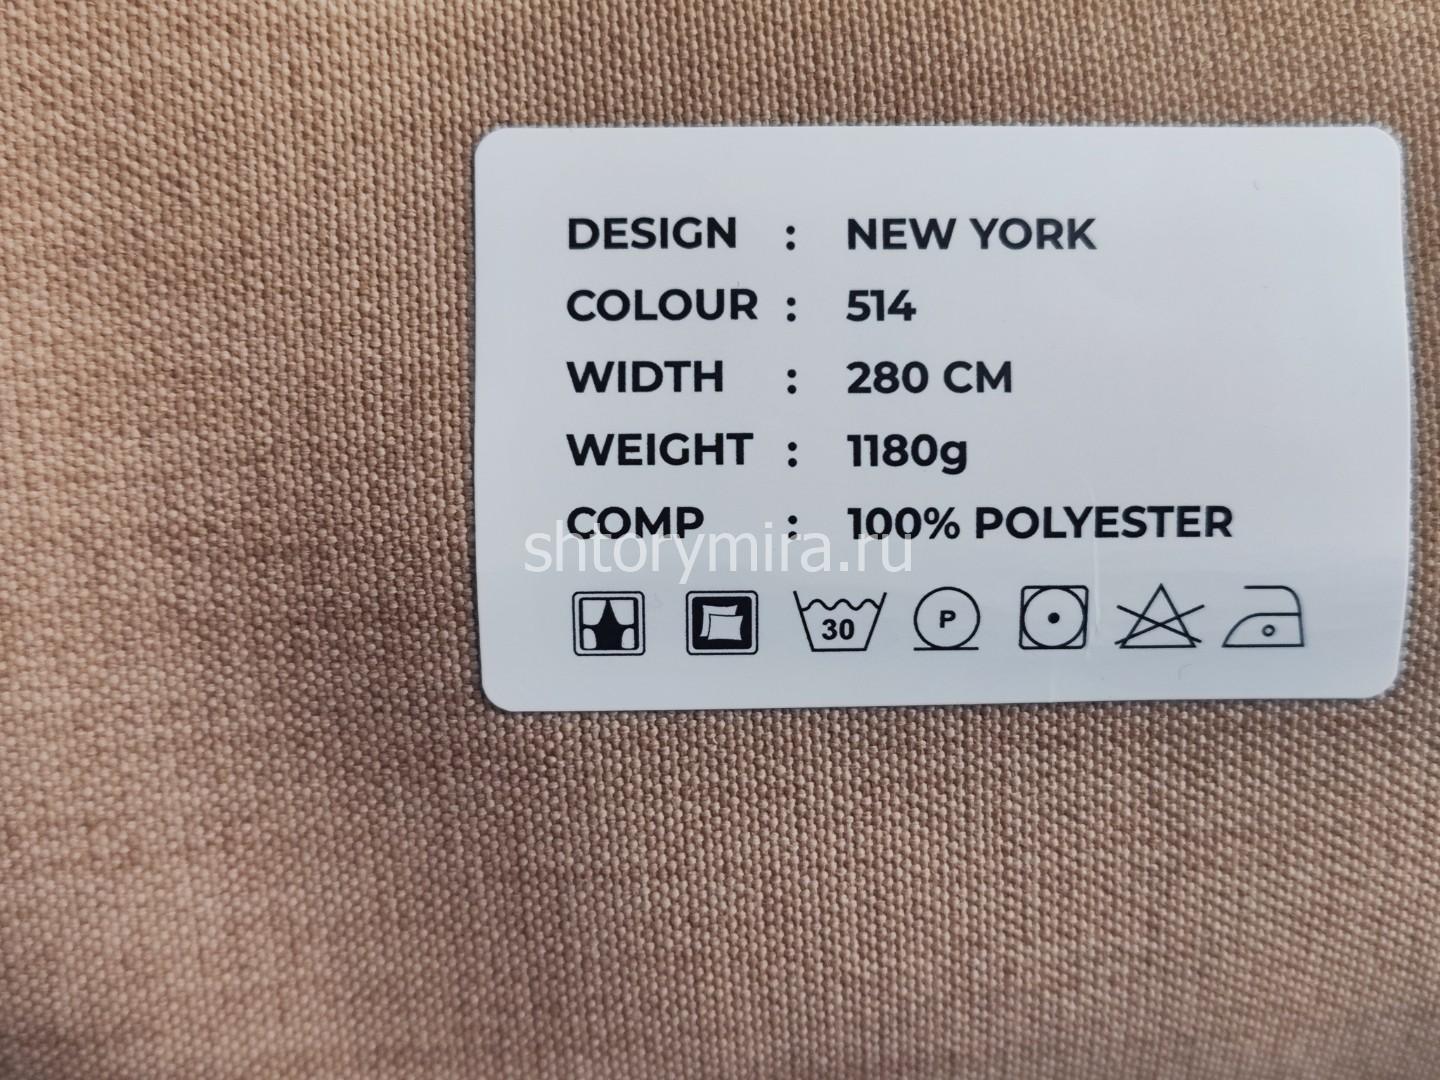 DESIGN : NEW YORK
COLOUR : 514
WIDTH : 280 CM
WEIGHT : 1180g
COMP : 100% POLYESTER
shtorymira.ru
30 P